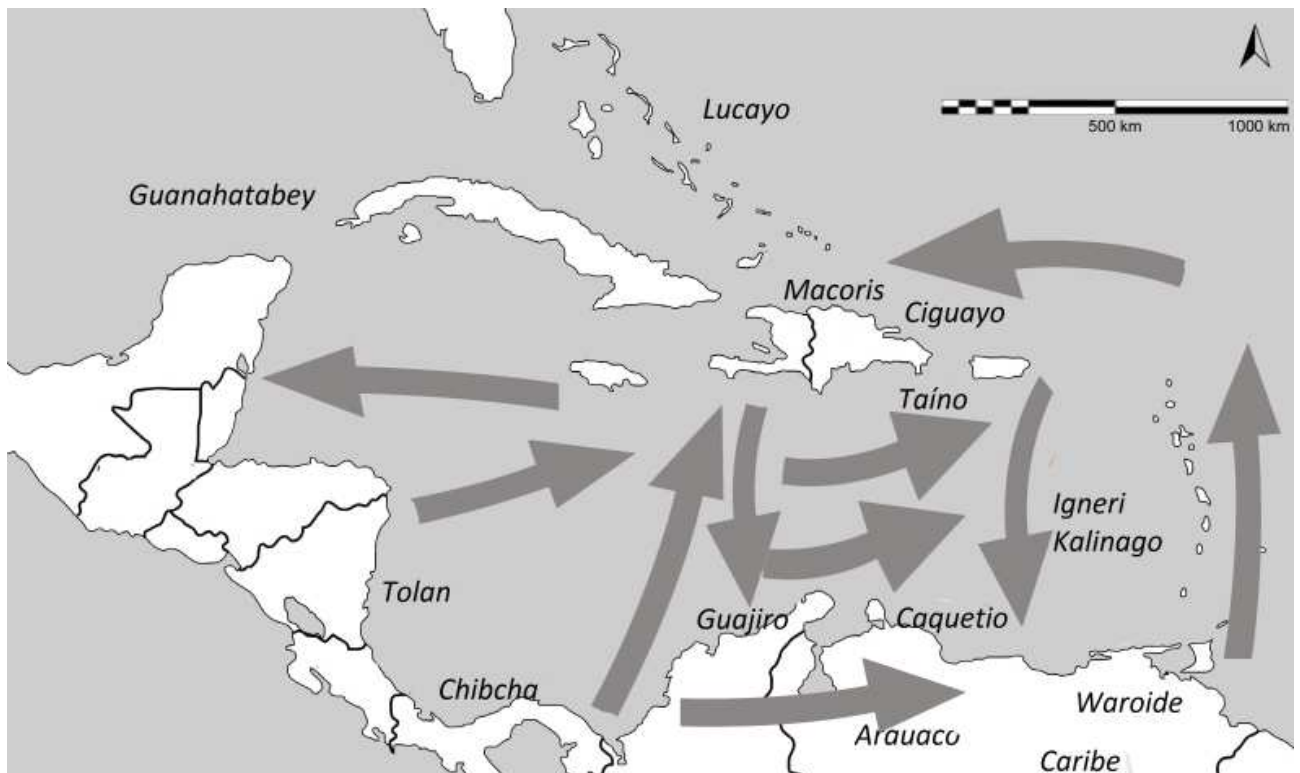 Lucayo
500 km
1000 km
Guanahatabey
Macoris
Ciguayo
Taíno
Igneri
Kalinago
Tolan
Guajiro
Caquetio
Chibcha
Waroide
Arauaco
Caribe